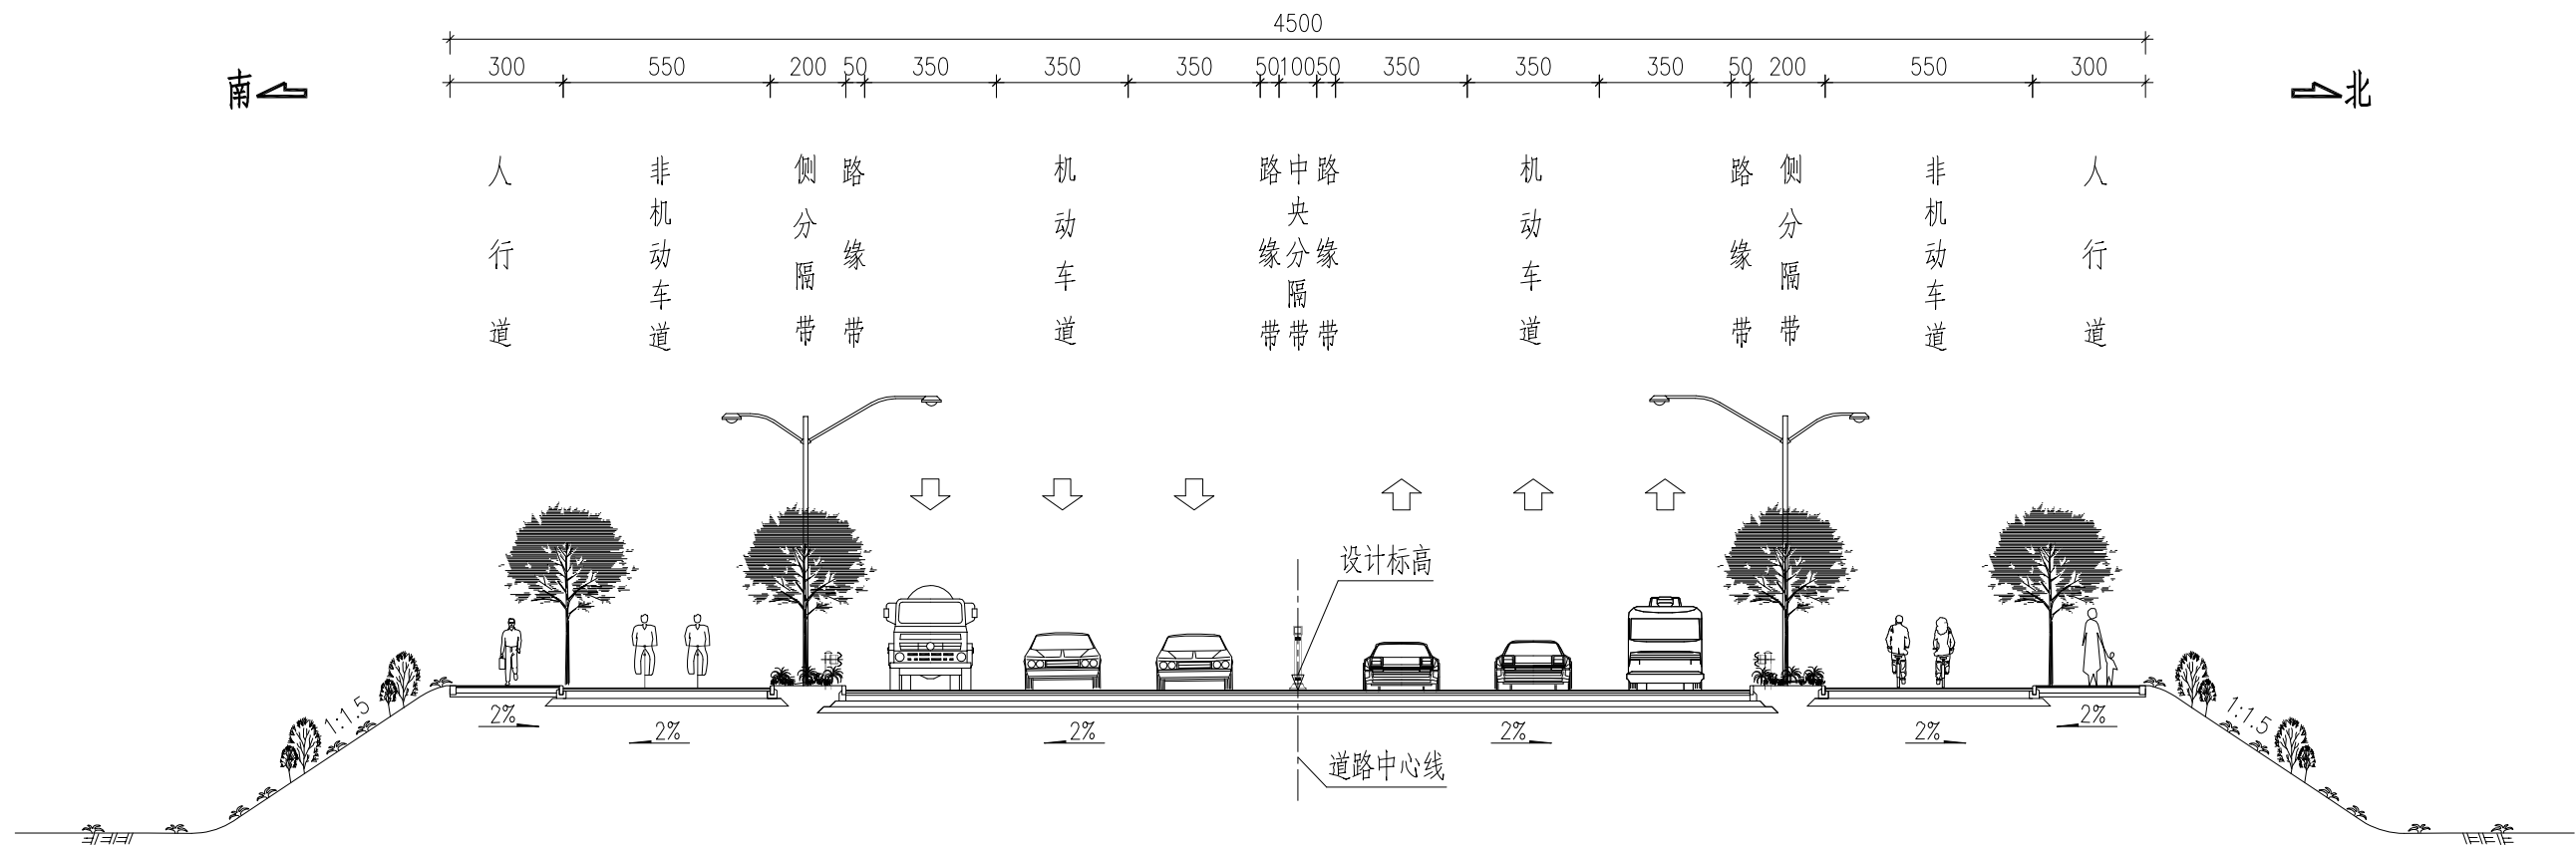 4500
300 550 200 50 350 350 350 50 100 50 350 350 350 50 200 550 300
南 北
人行道 非机动车道 侧分隔带 路缘带 机动车道 路缘带 中央分隔带 路缘带 机动车道 路缘带 侧分隔带 非机动车道 人行道
设计标高
1:1.5 1:1.5
2% 2%
2% 2% 2% 2%
道路中心线